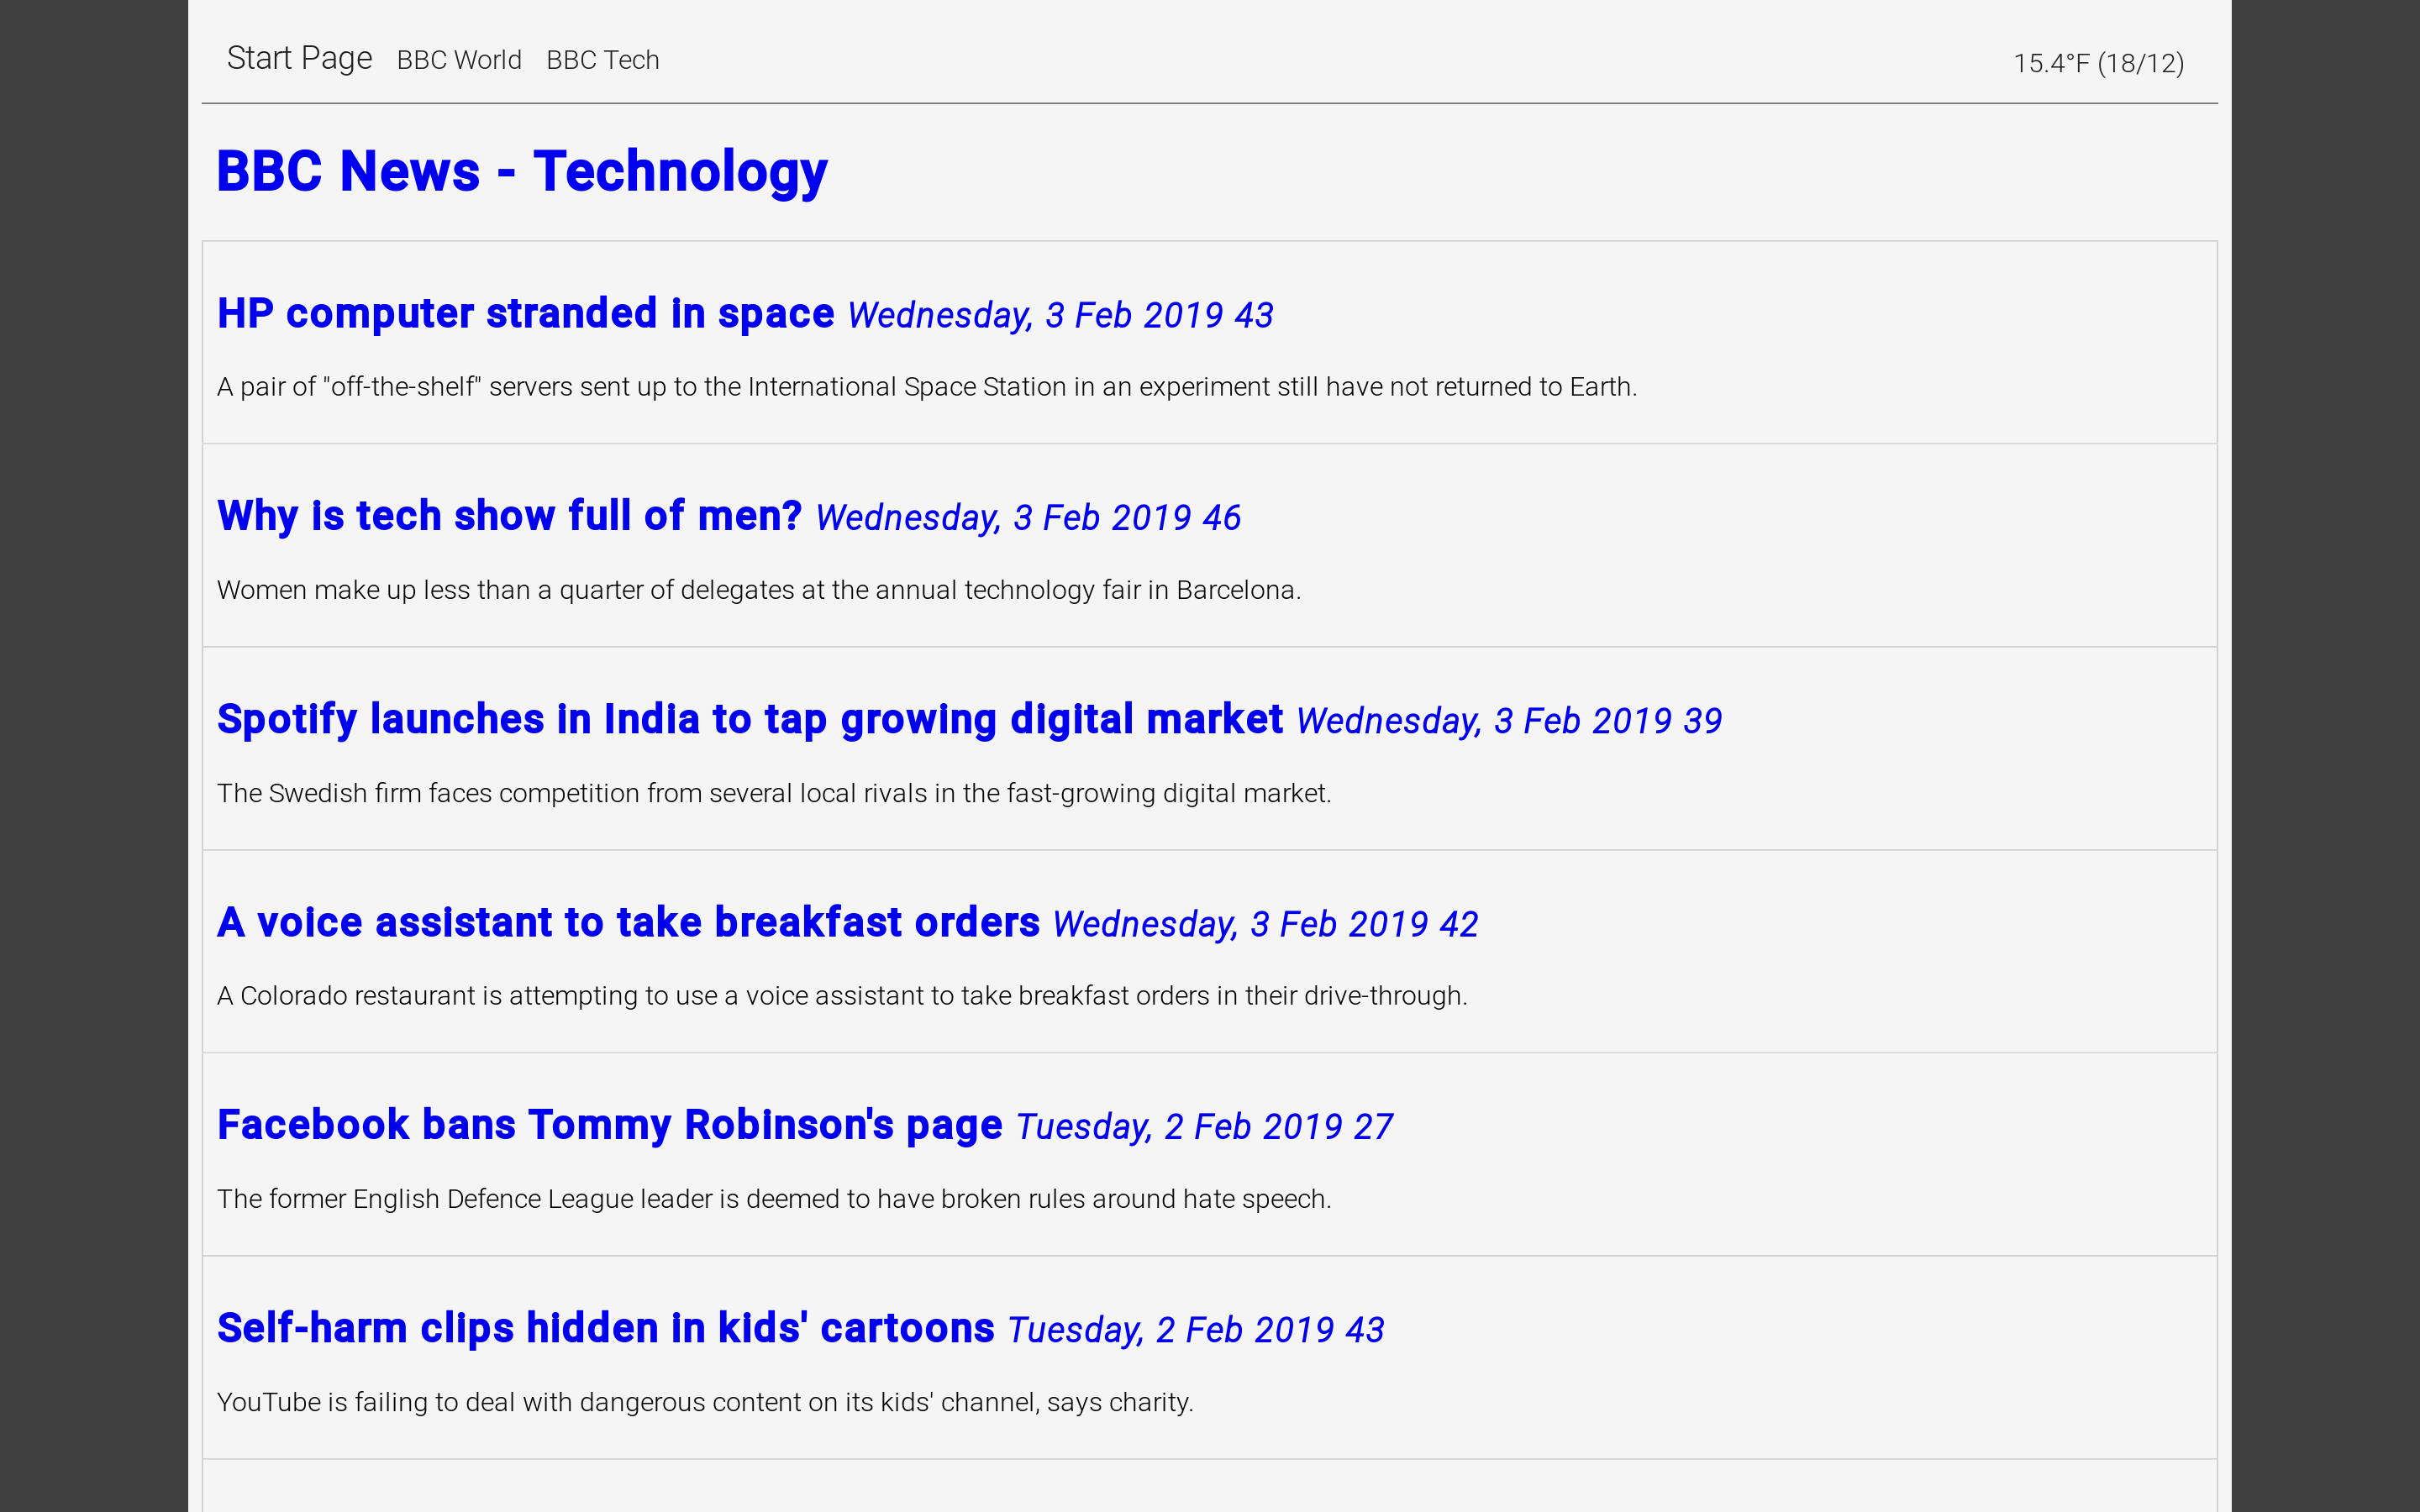 Start Page BBC World BBC Tech 15.4°F (18/12)
BBC News - Technology
HP computer stranded in space Wednesday, 3 Feb 2019 43
A pair of "off-the-shelf" servers sent up to the International Space Station in an experiment still have not returned to Earth.
Why is tech show full of men? Wednesday, 3 Feb 2019 46
Women make up less than a quarter of delegates at the annual technology fair in Barcelona.
Spotify launches in India to tap growing digital market Wednesday, 3 Feb 2019 39
The Swedish firm faces competition from several local rivals in the fast-growing digital market.
A voice assistant to take breakfast orders Wednesday, 3 Feb 2019 42
A Colorado restaurant is attempting to use a voice assistant to take breakfast orders in their drive-through.
Facebook bans Tommy Robinson's page Tuesday, 2 Feb 2019 27
The former English Defence League leader is deemed to have broken rules around hate speech.
Self-harm clips hidden in kids' cartoons Tuesday, 2 Feb 2019 43
YouTube is failing to deal with dangerous content on its kids' channel, says charity.